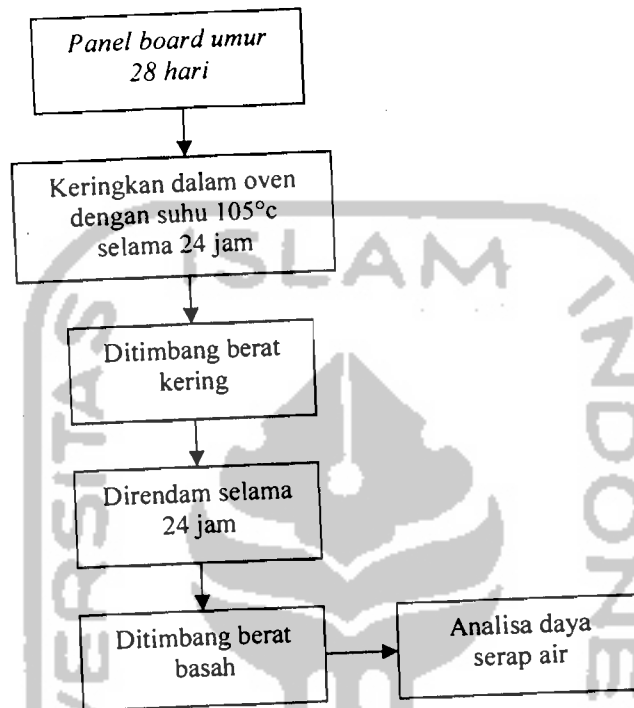 Panel board umur
28 hari
Keringkan dalam oven
dengan suhu 105°c
selama 24 jam
ISLAM
Ditimbang berat
kering
Direndam selama
24 jam
Ditimbang berat
basah
Analisa daya
serap air